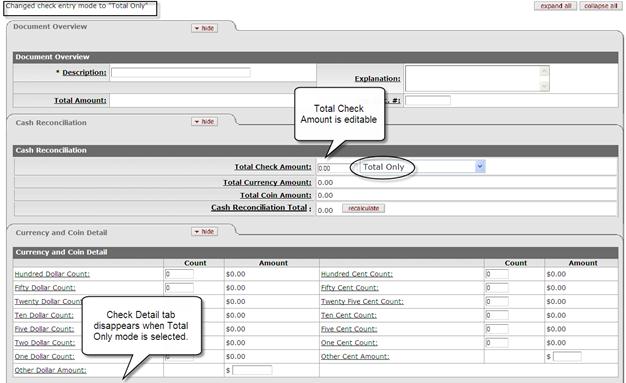 Changed check entry mode to "Total Only"
expand all collapse all
Document Overview hide
Document Overview
* Description:
Explanation:
Total Amount:
#:
Total Check Amount is editable
Cash Reconciliation hide
Cash Reconciliation
Total Check Amount: 0.00 Total Only
Total Currency Amount: 0.00
Total Coin Amount: 0.00
Cash Reconciliation Total : 0.00 recalculate
Currency and Coin Detail hide
Currency and Coin Detail
Count Amount Count Amount
Hundred Dollar Count: 0 $0.00 Hundred Cent Count: 0 $0.00
Fifty Dollar Count: 0 $0.00 Fifty Cent Count: 0 $0.00
Twenty Dollar Count: $0.00 Twenty Five Cent Count: 0 $0.00
Ten Dollar Count: $0.00 Ten Cent Count: 0 $0.00
Five Dollar Count: $0.00 Five Cent Count: 0 $0.00
Two Dollar Count: $0.00 One Cent Count: 0 $0.00
One Dollar Count: 0 $0.00 Other Cent Amount: $
Other Dollar Amount: $
Check Detail tab disappears when Total Only mode is selected.